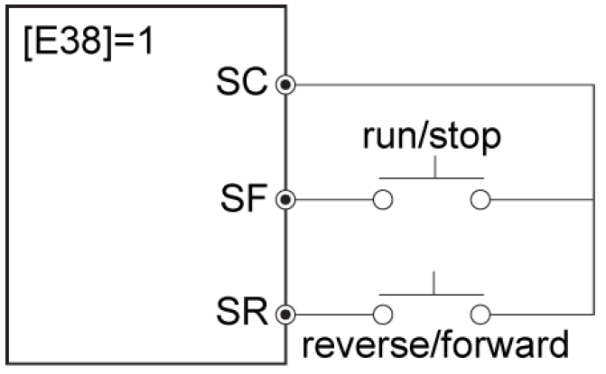 [E38]=1
SC
run/stop
SF
SR
reverse/forward